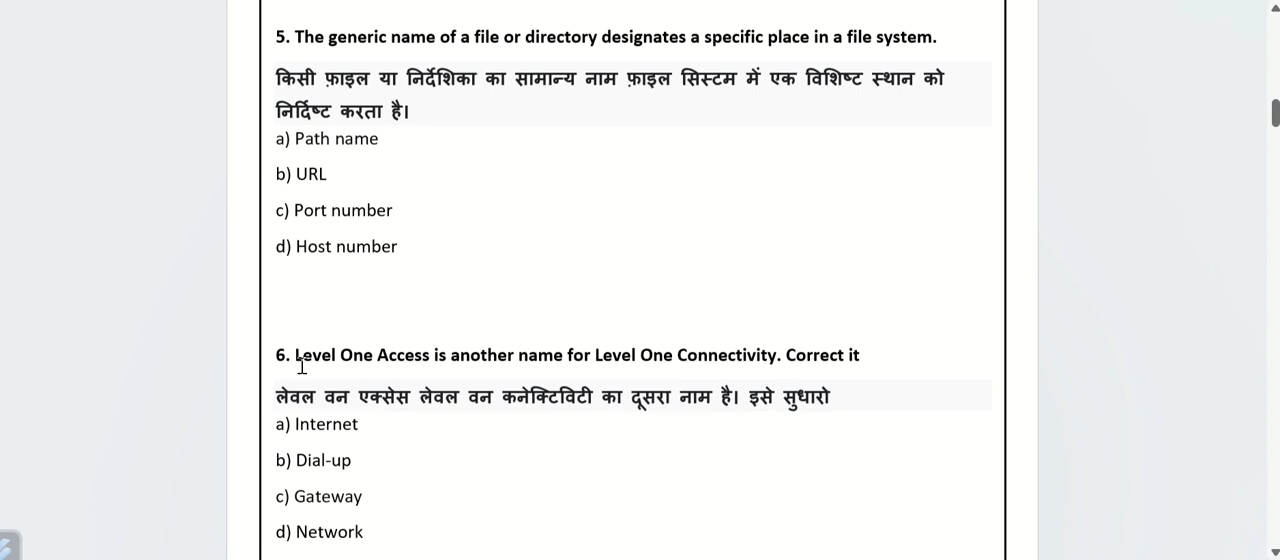 5. The generic name of a file or directory designates a specific place in a file system.
किसी फ़ाइल या निर्देशिका का सामान्य नाम फ़ाइल सिस्टम में एक विशिष्ट स्थान को
निर्दिष्ट करता है।
a) Path name
b) URL
c) Port number
d) Host number
6. Level One Access is another name for Level One Connectivity. Correct it
लेवल वन एक्सेस लेवल वन कनेक्टिविटी का दूसरा नाम है। इसे सुधारो
a) Internet
b) Dial-up
c) Gateway
d) Network